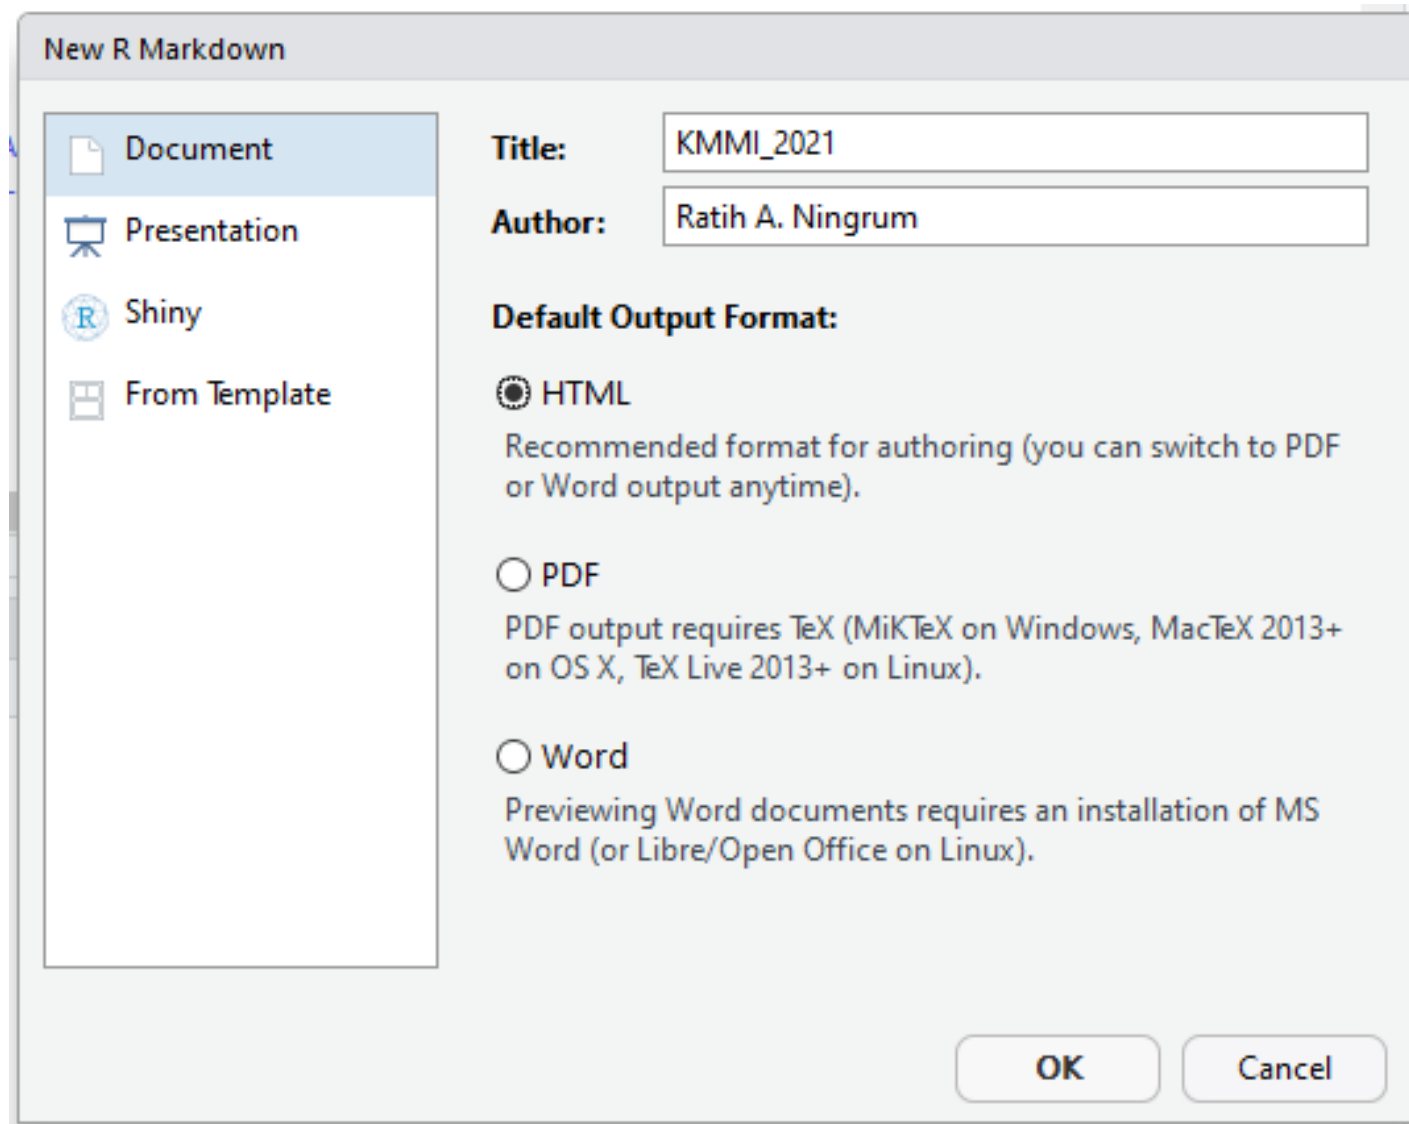 New R Markdown
Document
Presentation
Shiny
From Template
Title:
KMMI_2021
Author:
Ratih A. Ningrum
Default Output Format:
HTML
Recommended format for authoring (you can switch to PDF
or Word output anytime).
PDF
PDF output requires TeX (MiKTeX on Windows, MacTeX 2013+
on OS X, TeX Live 2013+ on Linux).
Word
Previewing Word documents requires an installation of MS
Word (or Libre/Open Office on Linux).
OK
Cancel